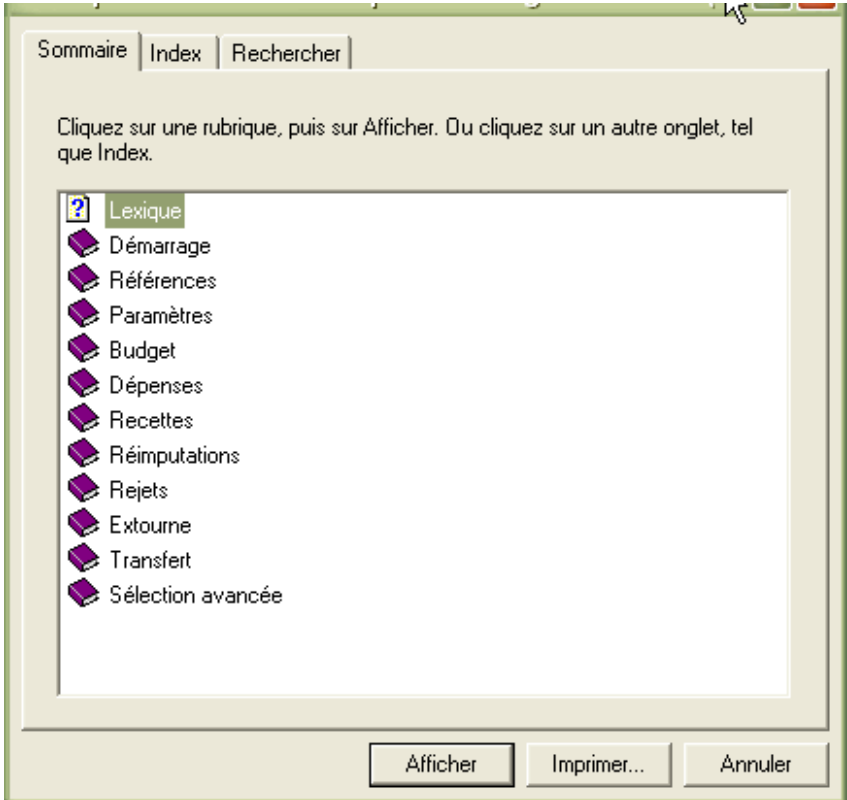 Sommaire Index Rechercher
Cliquez sur une rubrique, puis sur Afficher. Ou cliquez sur un autre onglet, tel
que Index.
Lexique
Démarrage
Références
Paramètres
Budget
Dépenses
Recettes
Réimputations
Rejets
Extourne
Transfert
Sélection avancée
Afficher Imprimer... Annuler